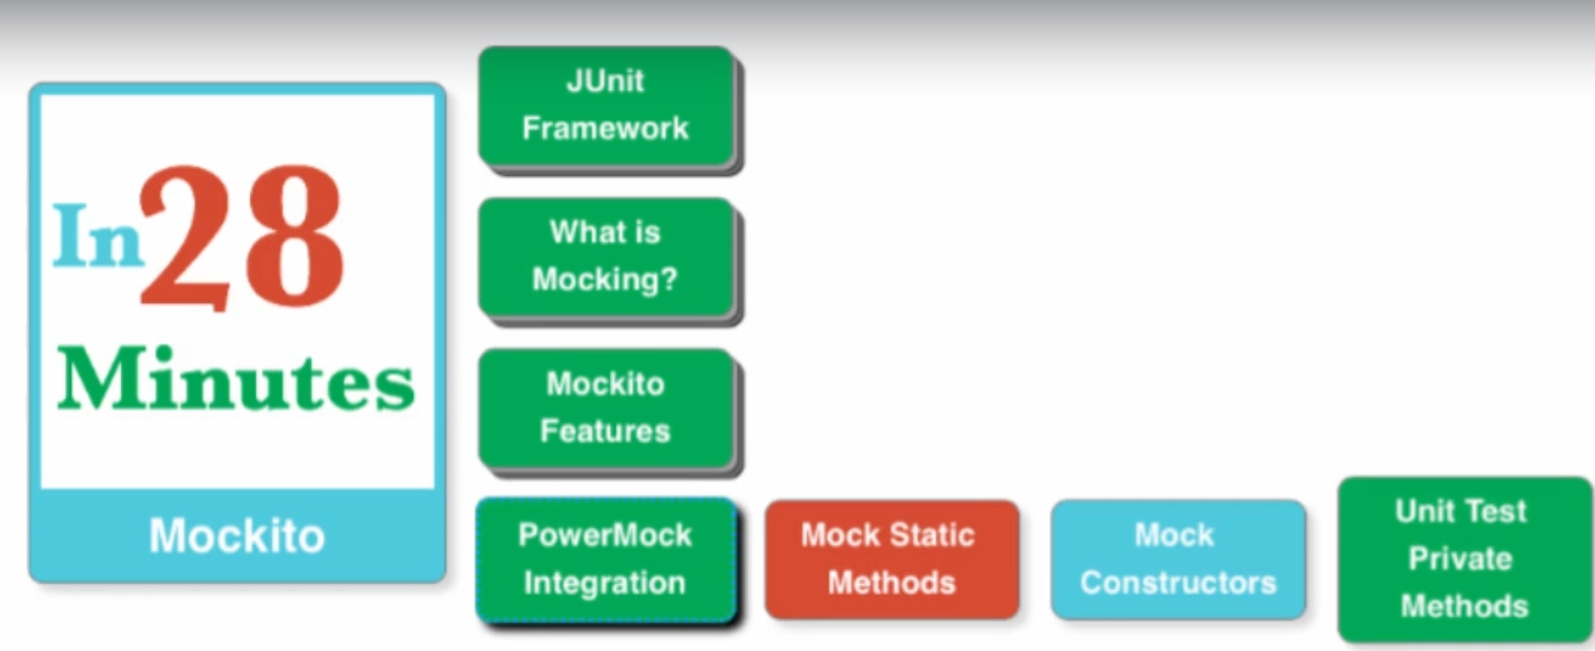 In 28
Minutes
Mockito
JUnit
Framework
What is
Mocking?
Mockito
Features
PowerMock
Integration
Mock Static
Methods
Mock
Constructors
Unit Test
Private
Methods